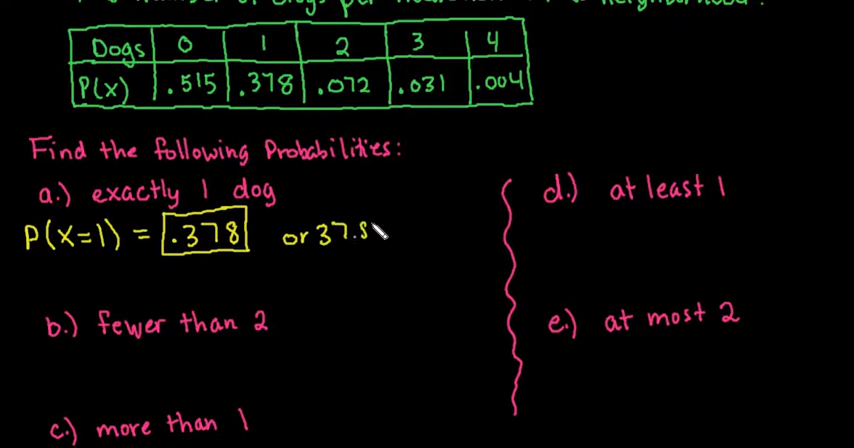 Dogs 0 1 2 3 4
P(x) .515 .378 .072 .031 .004
Find the following Probabilities:
a.) exactly 1 dog
P(X=1) = .378 or 37.8
b.) fewer than 2
c.) more than 1
d.) at least 1
e.) at most 2